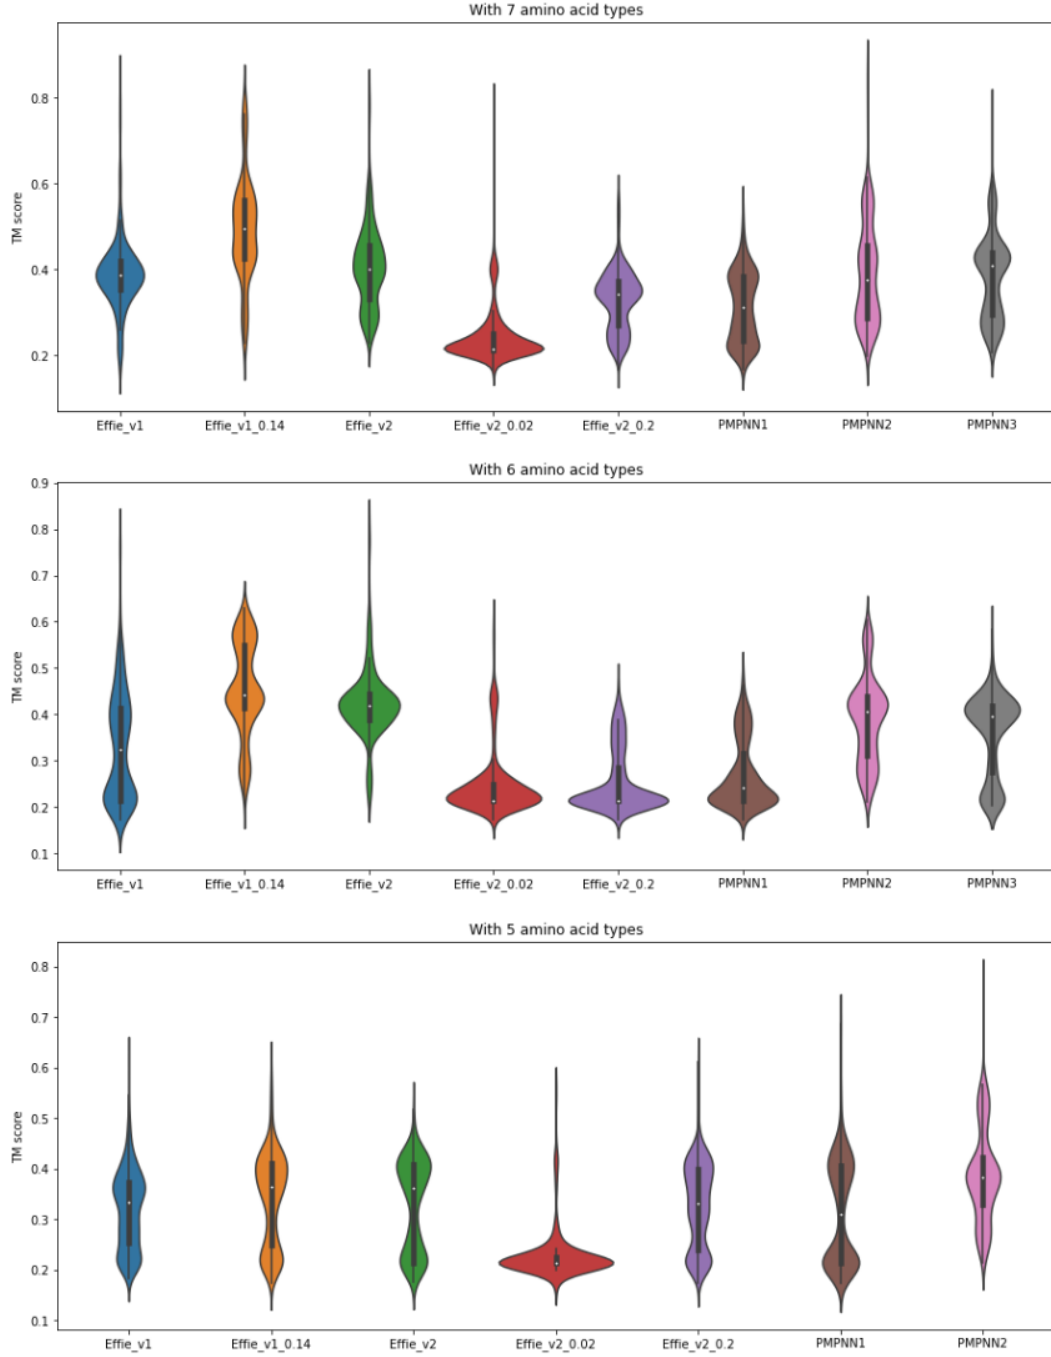 With 7 amino acid types
0.8
0.6
0.4
0.2
TM score
Effie_v1 Effie_v1_0.14 Effie_v2 Effie_v2_0.02 Effie_v2_0.2 PMPNN1 PMPNN2 PMPNN3
With 6 amino acid types
0.9
0.8
0.7
0.6
0.5
0.4
0.3
0.2
0.1
TM score
Effie_v1 Effie_v1_0.14 Effie_v2 Effie_v2_0.02 Effie_v2_0.2 PMPNN1 PMPNN2 PMPNN3
With 5 amino acid types
0.8
0.7
0.6
0.5
0.4
0.3
0.2
0.1
TM score
Effie_v1 Effie_v1_0.14 Effie_v2 Effie_v2_0.02 Effie_v2_0.2 PMPNN1 PMPNN2